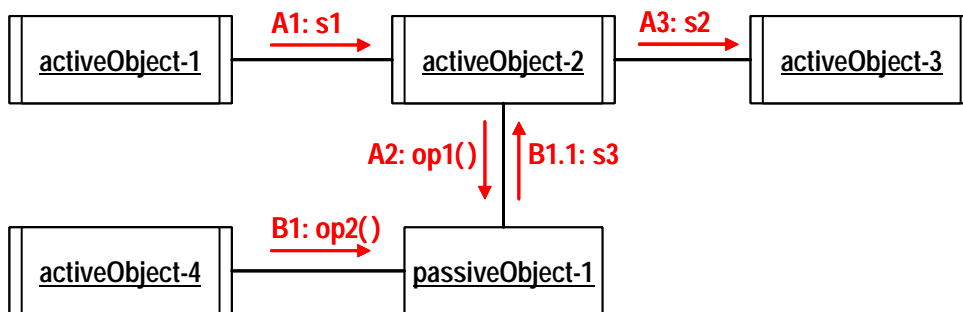 A1: s1
A3: s2
activeObject-1
activeObject-2
activeObject-3
A2: op1()
B1.1: s3
B1: op2()
activeObject-4
passiveObject-1